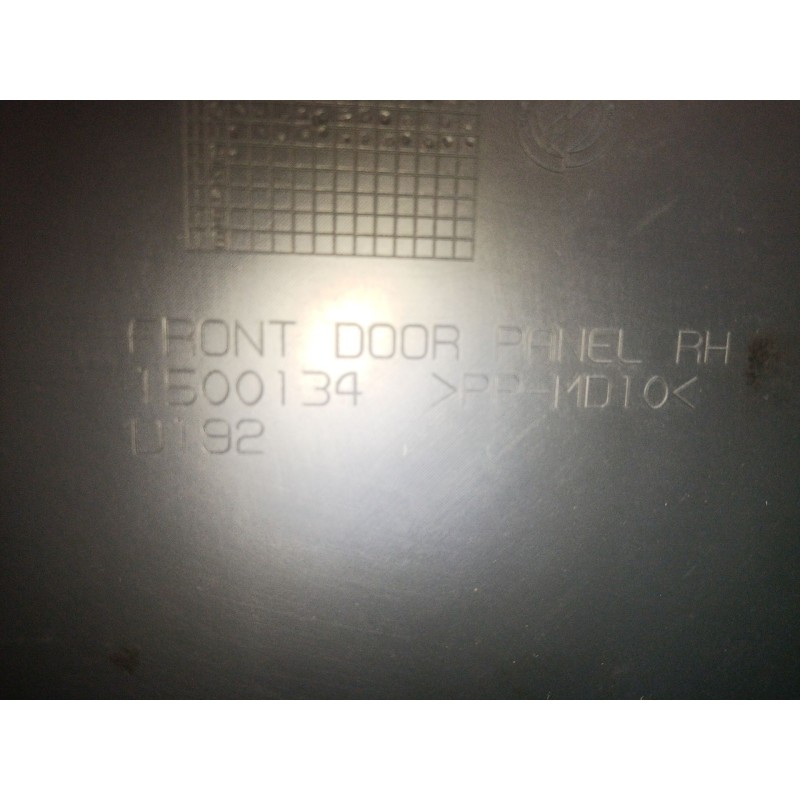 FRONT DOOR PANEL RH
1500134 >PP-MD10<
U192